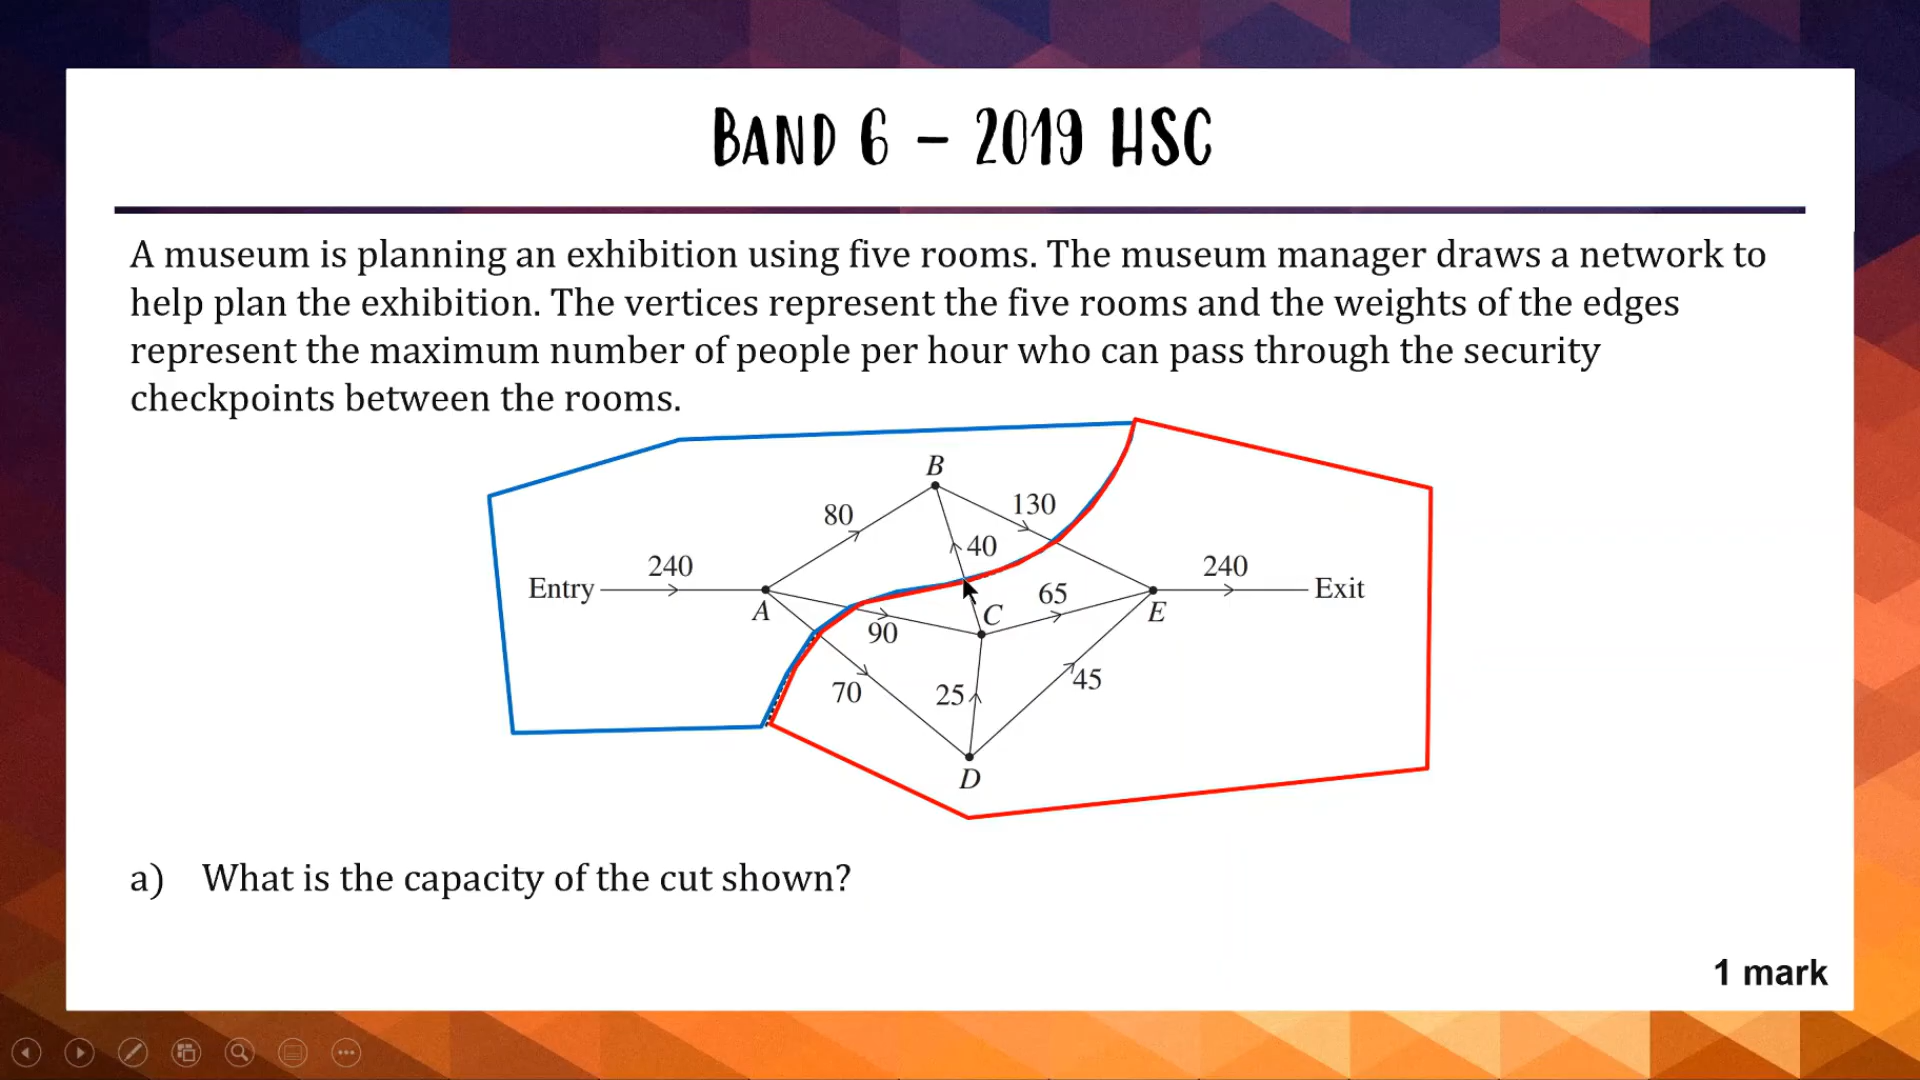 BAND 6 – 2019 HSC
A museum is planning an exhibition using five rooms. The museum manager draws a network to
help plan the exhibition. The vertices represent the five rooms and the weights of the edges
represent the maximum number of people per hour who can pass through the security
checkpoints between the rooms.
B
80
130
40
240
240
Entry
65
Exit
A
C
E
90
70
25
45
D
a) What is the capacity of the cut shown?
1 mark